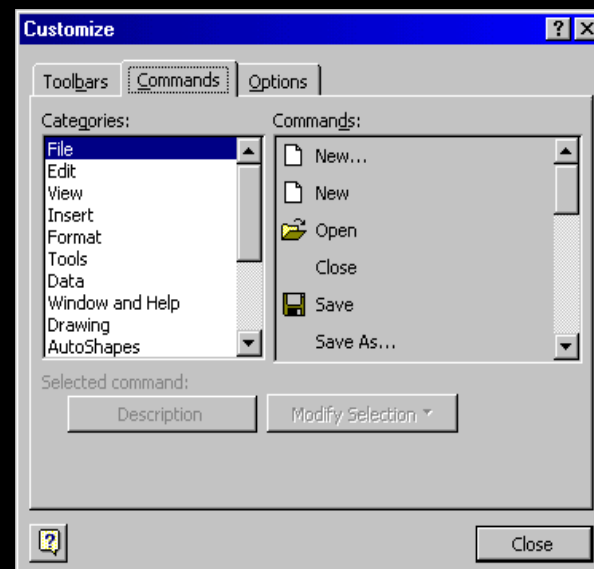 Customize
Toolbars Commands Options
Categories:
File
Edit
View
Insert
Format
Tools
Data
Window and Help
Drawing
AutoShapes
Commands:
New...
New
Open
Close
Save
Save As...
Selected command:
Description Modify Selection
Close